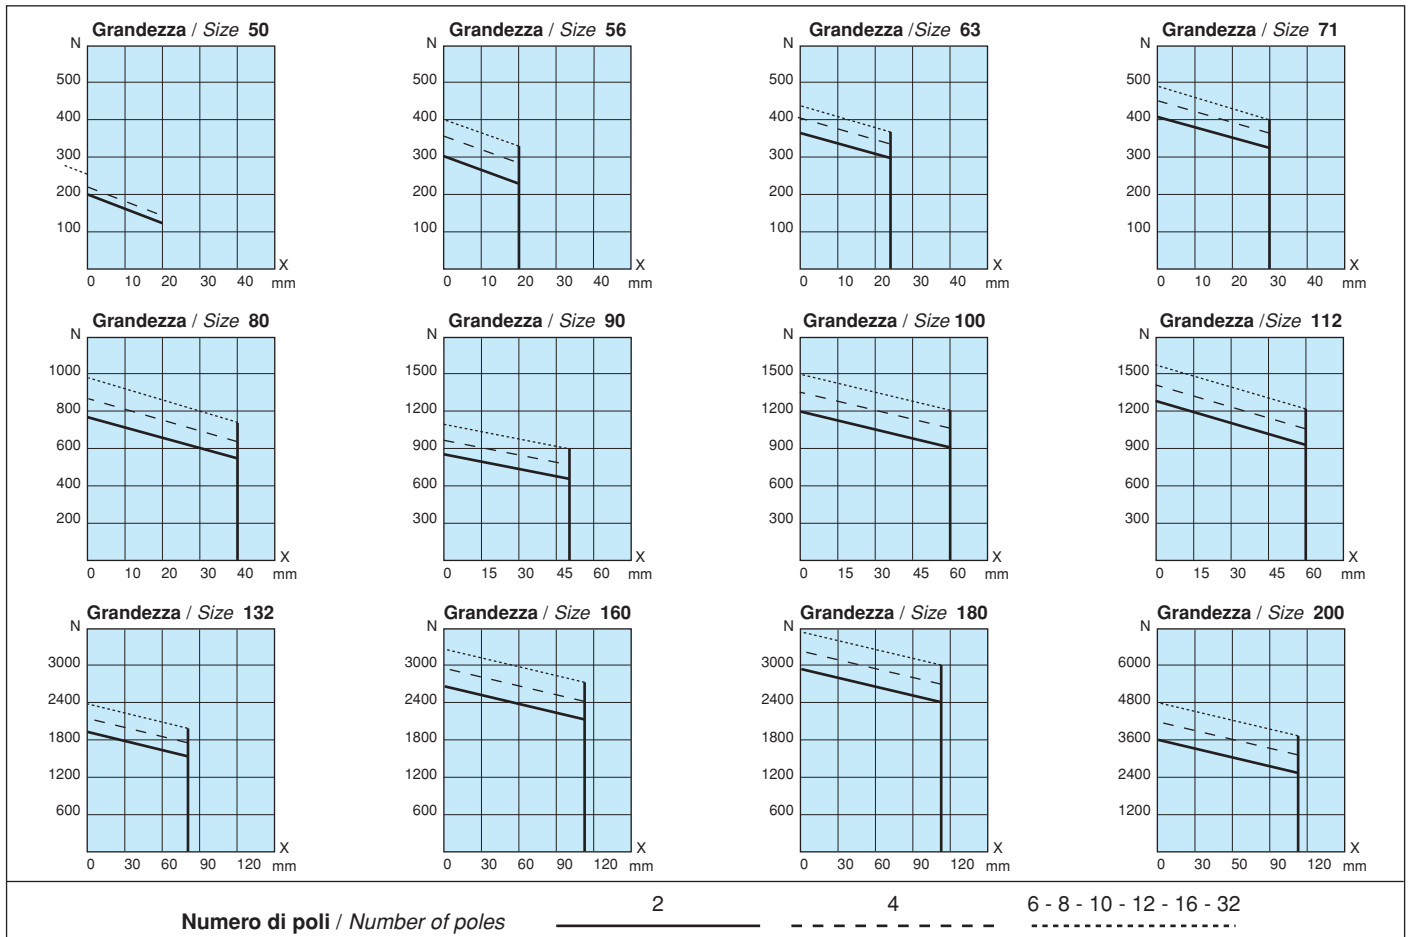 Grandezza / Size 50
N
500
400
300
200
100
X
0 10 20 30 40 mm
Grandezza / Size 56
N
500
400
300
200
100
X
0 10 20 30 40 mm
Grandezza /Size 63
N
500
400
300
200
100
X
0 10 20 30 40 mm
Grandezza / Size 71
N
500
400
300
200
100
X
0 10 20 30 40 mm
Grandezza / Size 80
N
1000
800
600
400
200
X
0 10 20 30 40 mm
Grandezza / Size 90
N
1500
1200
900
600
300
X
0 15 30 45 60 mm
Grandezza / Size 100
N
1500
1200
900
600
300
X
0 15 30 45 60 mm
Grandezza /Size 112
N
1500
1200
900
600
300
X
0 15 30 45 60 mm
Grandezza / Size 132
N
3000
2400
1800
1200
600
X
0 30 60 90 120 mm
Grandezza / Size 160
N
3000
2400
1800
1200
600
X
0 30 60 90 120 mm
Grandezza / Size 180
N
3000
2400
1800
1200
600
X
0 30 60 90 120 mm
Grandezza / Size 200
N
6000
4800
3600
2400
1200
X
0 30 50 90 120 mm
Numero di poli / Number of poles
2
4
6 - 8 - 10 - 12 - 16 - 32